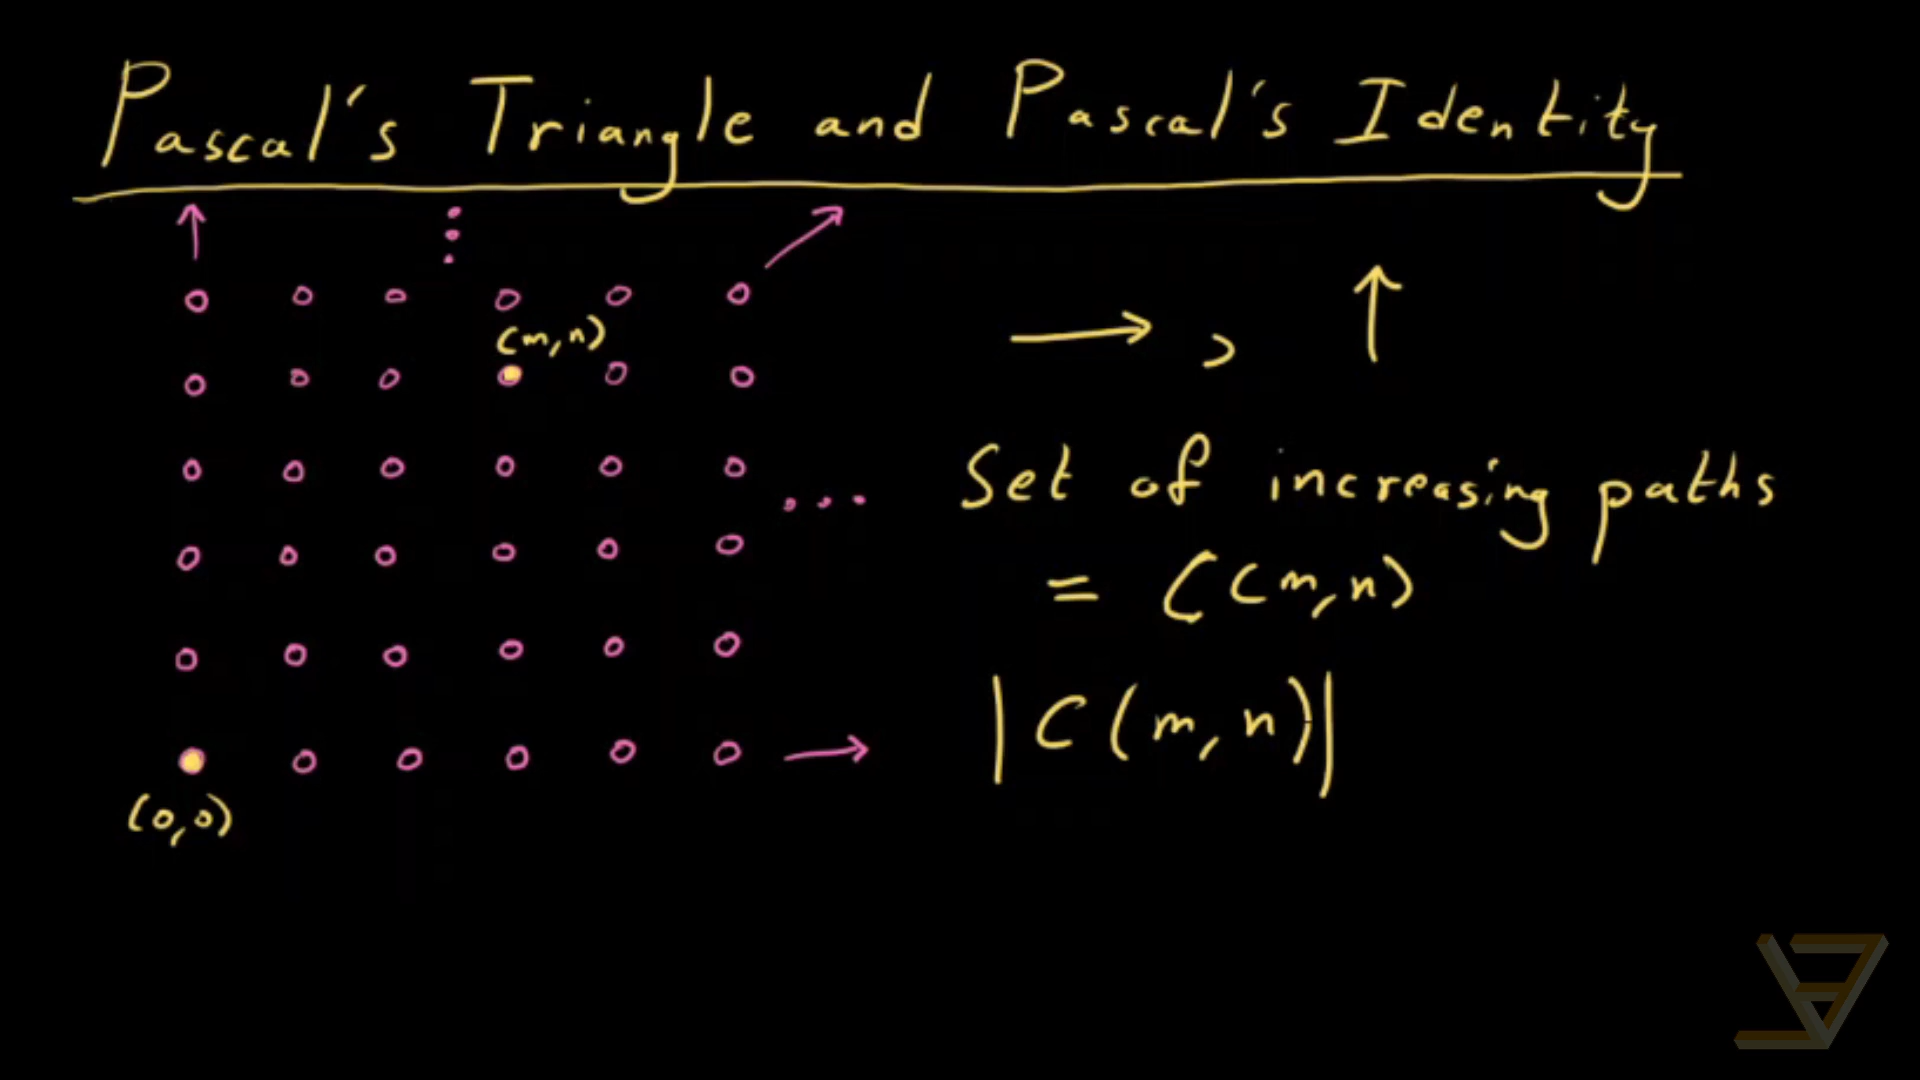 Pascal's Triangle and Pascal's Identity
(m,n)
→ , ↑
Set of increasing paths
= C(m,n)
|C(m,n)|
(0,0)